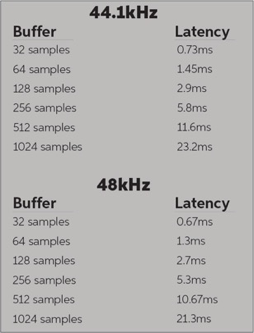 44.1kHz
Buffer Latency
32 samples 0.73ms
64 samples 1.45ms
128 samples 2.9ms
256 samples 5.8ms
512 samples 11.6ms
1024 samples 23.2ms
48kHz
Buffer Latency
32 samples 0.67ms
64 samples 1.3ms
128 samples 2.7ms
256 samples 5.3ms
512 samples 10.67ms
1024 samples 21.3ms